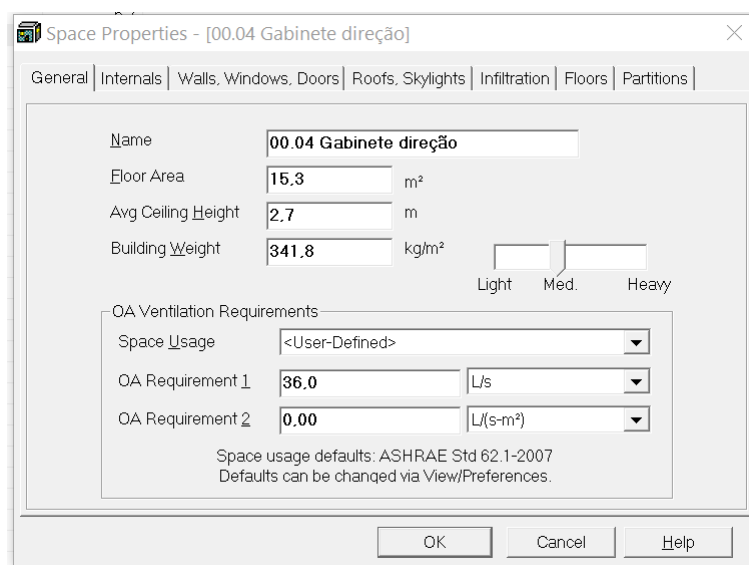 Space Properties - [00.04 Gabinete direção]
General Internals Walls, Windows, Doors Roofs, Skylights Infiltration Floors Partitions
Name 00.04 Gabinete direção
Floor Area 15,3 m²
Avg Ceiling Height 2,7 m
Building Weight 341,8 kg/m²
Light Med. Heavy
OA Ventilation Requirements
Space Usage <User-Defined>
OA Requirement 1 36,0 L/s
OA Requirement 2 0,00 L/(s-m²)
Space usage defaults: ASHRAE Std 62.1-2007
Defaults can be changed via View/Preferences.
OK Cancel Help